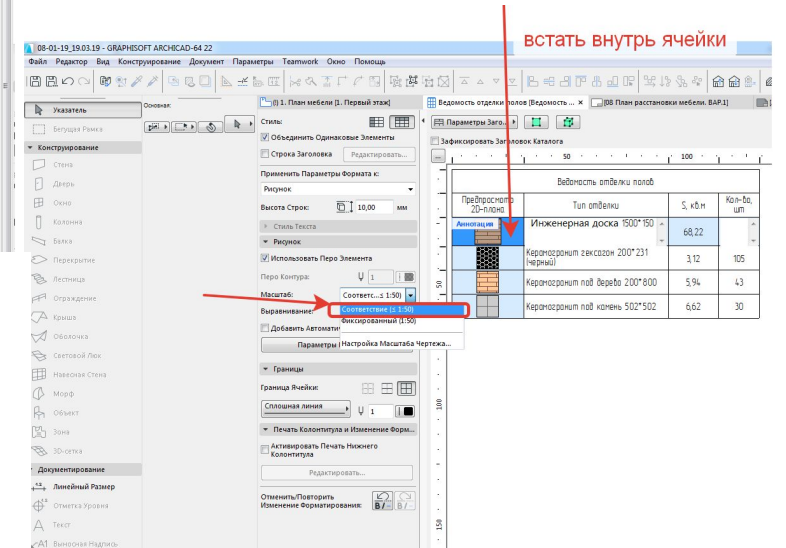 встать внутрь ячейки
08-01-19_19.03.19 - GRAPHISOFT ARCHICAD-64 22
Файл Редактор Вид Конструирование Документ Параметры Teamwork Окно Помощь
Указатель
Бегущая Рамка
Конструирование
Стена
Дверь
Окно
Колонна
Балка
Перекрытие
Лестница
Ограждение
Крыша
Оболочка
Световой Люк
Навесная Стена
Морф
Объект
Зона
3D-сетка
Документирование
Линейный Размер
Отметка Уровня
Текст
Выносная Надпись
Основная:
(!) 1. План мебели [1. Первый этаж]
Стиль:
Объединить Одинаковые Элементы
Строка Заголовка Редактировать...
Применить Параметры Формата к:
Рисунок
Высота Строк: 10,00 мм
Стиль Текста
Рисунок
Использовать Перо Элемента
Перо Контура: 1
Масштаб: Соответс...≤ 1:50)
Соответствие (≤ 1:50)
Фиксированный (1:50)
Настройка Масштаба Чертежа...
Выравнивание:
Добавить Автомати
Параметры
Границы
Граница Ячейки:
Сплошная линия 1
Печать Колонтитула и Изменение Форм...
Активировать Печать Нижнего
Колонтитула
Редактировать...
Отменить/Повторить
Изменение Форматирования: B/– B/–
Ведомость отделки полов [Ведомость ... × [08 План расстановки мебели. ВАР.1]
Параметры Заго...
Зафиксировать Заголовок Каталога
50 100
100
150
Ведомость отделки полов
Предпросмотр 2D-плана Тип отделки S, кв.м Кол-во, шт
Аннотация Инженерная доска 1500*150 68,22
Керамогранит гексагон 200*231 (черный) 3,12 105
Керамогранит под дерево 200*800 5,94 43
Керамогранит под камень 502*502 6,62 30